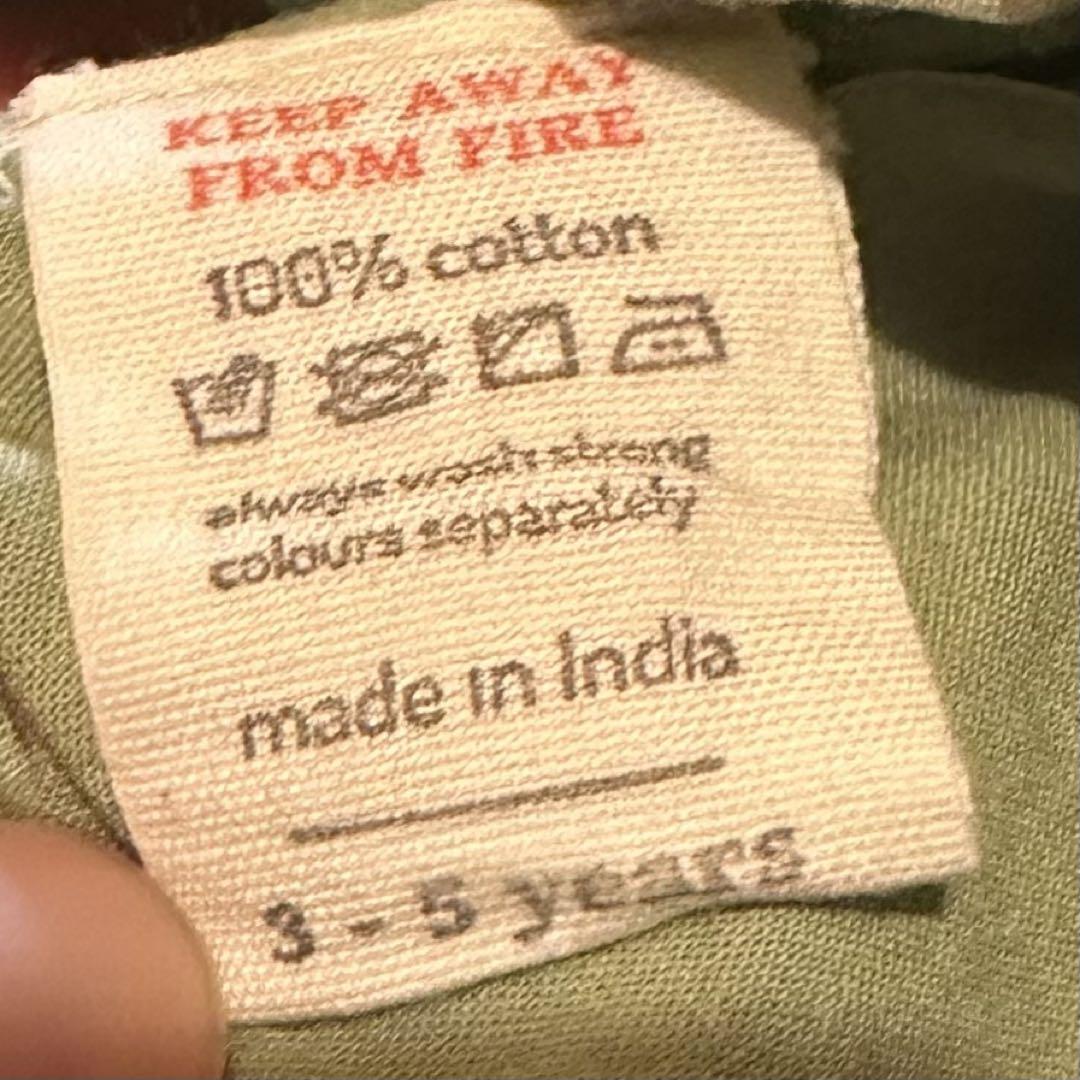 KEEP AWAY
FROM FIRE
100% cotton
always wash strong
colours separately
made in India
3 - 5 years